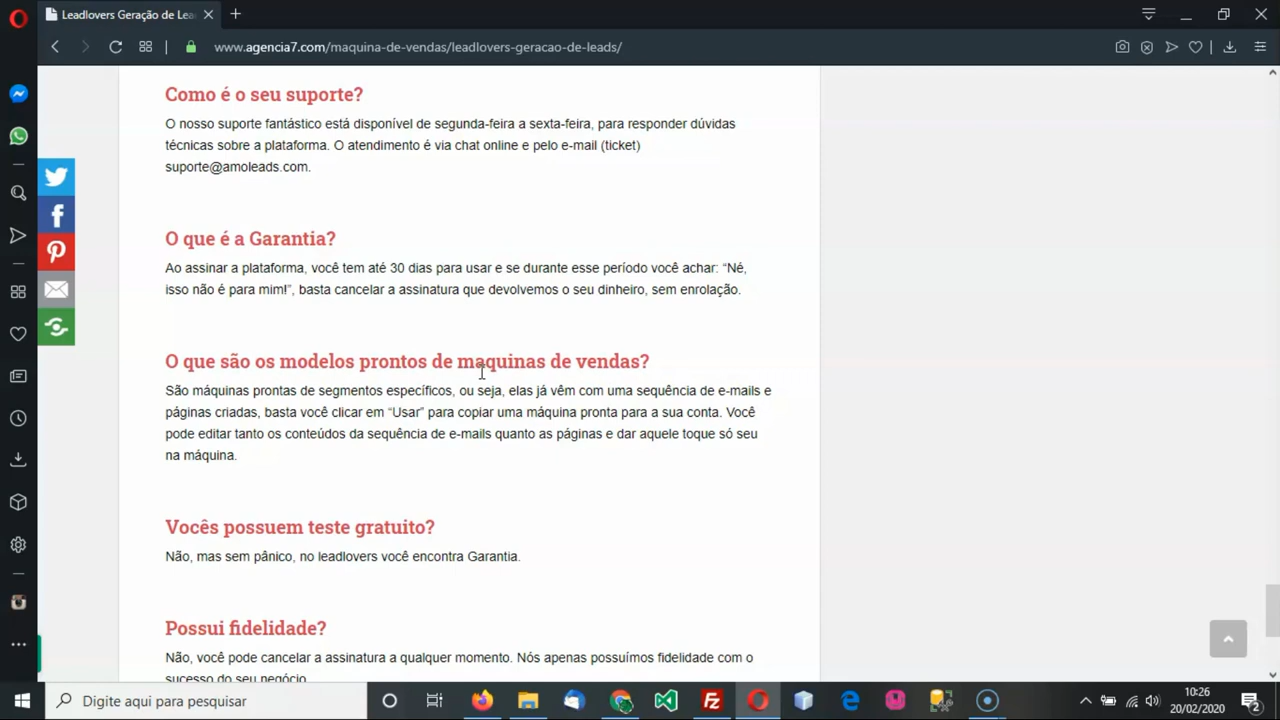 Leadlovers Geração de Lea
www.agencia7.com/maquina-de-vendas/leadlovers-geracao-de-leads/
Como é o seu suporte?
O nosso suporte fantástico está disponível de segunda-feira a sexta-feira, para responder dúvidas
técnicas sobre a plataforma. O atendimento é via chat online e pelo e-mail (ticket)
suporte@amoleads.com.
O que é a Garantia?
Ao assinar a plataforma, você tem até 30 dias para usar e se durante esse período você achar: “Né,
isso não é para mim!”, basta cancelar a assinatura que devolvemos o seu dinheiro, sem enrolação.
O que são os modelos prontos de maquinas de vendas?
São máquinas prontas de segmentos específicos, ou seja, elas já vêm com uma sequência de e-mails e
páginas criadas, basta você clicar em “Usar” para copiar uma máquina pronta para a sua conta. Você
pode editar tanto os conteúdos da sequência de e-mails quanto as páginas e dar aquele toque só seu
na máquina.
Vocês possuem teste gratuito?
Não, mas sem pânico, no leadlovers você encontra Garantia.
Possui fidelidade?
Não, você pode cancelar a assinatura a qualquer momento. Nós apenas possuímos fidelidade com o
sucesso do seu negócio
Digite aqui para pesquisar
10:26
20/02/2020
2